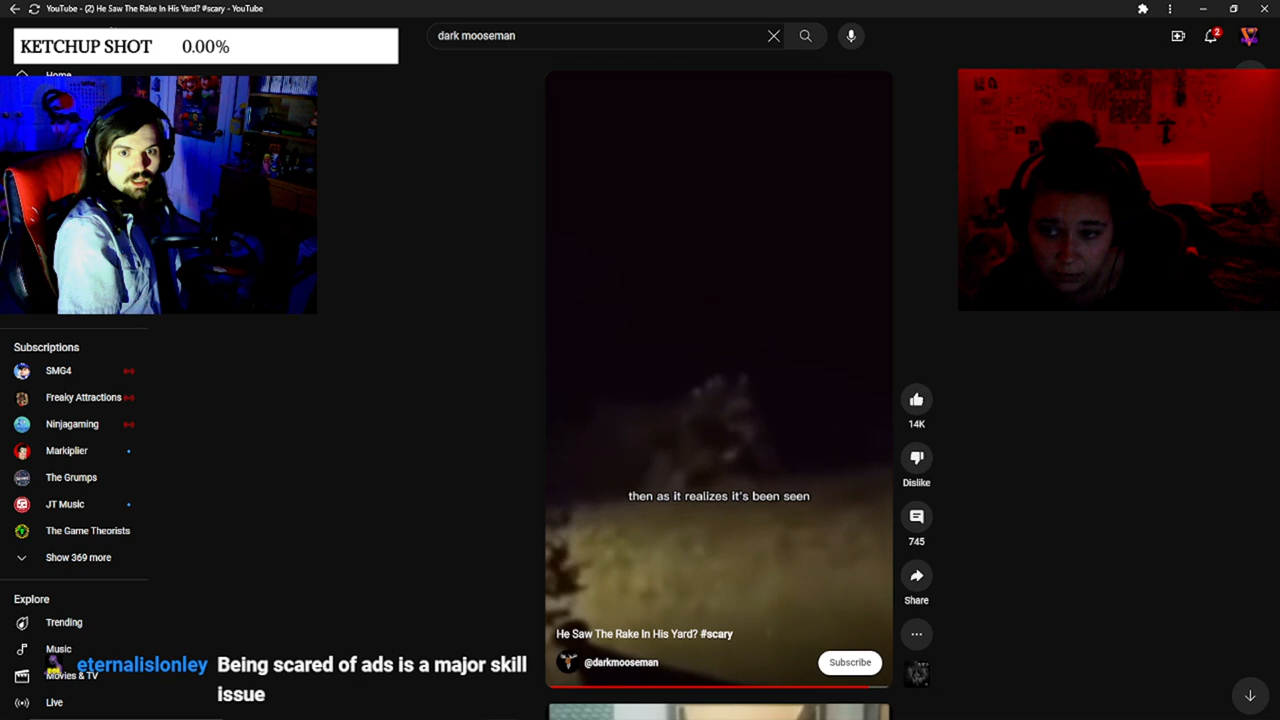 YouTube - (2) He Saw The Rake In His Yard? #scary - YouTube
KETCHUP SHOT 0.00%
dark mooseman
2
Home
Subscriptions
SMG4
Freaky Attractions
Ninjagaming
Markiplier
The Grumps
JT Music
The Game Theorists
Show 369 more
Explore
Trending
Music
Movies & TV
Live
eternalislonley Being scared of ads is a major skill
issue
then as it realizes it's been seen
He Saw The Rake In His Yard? #scary
@darkmooseman
Subscribe
14K
Dislike
745
Share